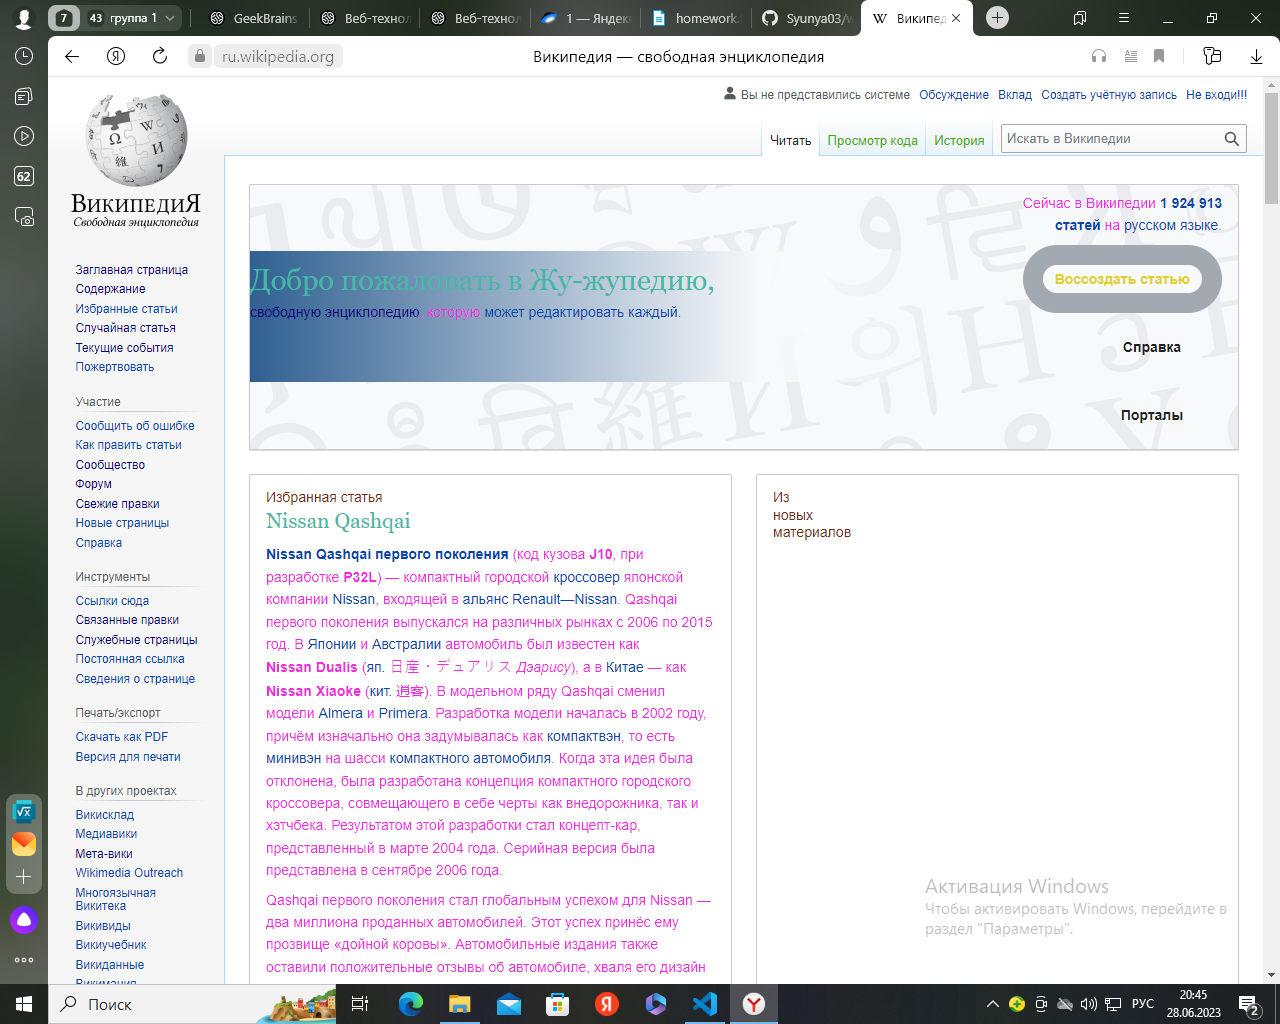 7
43 группа 1
GeekBrains
Веб-технол
Веб-технол
1 — Яндекс
homework.
Syunya03/w
Википед
ru.wikipedia.org
Википедия — свободная энциклопедия
62
Вы не представились системе Обсуждение Вклад Создать учётную запись Не входи!!!
Читать Просмотр кода История
Искать в Википедии
ВикипедиЯ
Свободная энциклопедия
Заглавная страница
Содержание
Избранные статьи
Случайная статья
Текущие события
Пожертвовать
Участие
Сообщить об ошибке
Как править статьи
Сообщество
Форум
Свежие правки
Новые страницы
Справка
Инструменты
Ссылки сюда
Связанные правки
Служебные страницы
Постоянная ссылка
Сведения о странице
Печать/экспорт
Скачать как PDF
Версия для печати
В других проектах
Викисклад
Медиавики
Мета-вики
Wikimedia Outreach
Многоязычная
Викитека
Викивиды
Викиучебник
Викиданные
Викимания
Добро пожаловать в Жу-жупедию,
свободную энциклопедию, которую может редактировать каждый.
Сейчас в Википедии 1 924 913
статей на русском языке.
Воссоздать статью
Справка
Порталы
Избранная статья
Nissan Qashqai
Nissan Qashqai первого поколения (код кузова J10, при
разработке P32L) — компактный городской кроссовер японской
компании Nissan, входящей в альянс Renault—Nissan. Qashqai
первого поколения выпускался на различных рынках с 2006 по 2015
год. В Японии и Австралии автомобиль был известен как
Nissan Dualis (яп. 日産・デュアリス Дэарису), а в Китае — как
Nissan Xiaoke (кит. 逍客). В модельном ряду Qashqai сменил
модели Almera и Primera. Разработка модели началась в 2002 году,
причём изначально она задумывалась как компактвэн, то есть
минивэн на шасси компактного автомобиля. Когда эта идея была
отклонена, была разработана концепция компактного городского
кроссовера, совмещающего в себе черты как внедорожника, так и
хэтчбека. Результатом этой разработки стал концепт-кар,
представленный в марте 2004 года. Серийная версия была
представлена в сентябре 2006 года.
Qashqai первого поколения стал глобальным успехом для Nissan —
два миллиона проданных автомобилей. Этот успех принёс ему
прозвище «дойной коровы». Автомобильные издания также
оставили положительные отзывы об автомобиле, хваля его дизайн
Из
новых
материалов
Активация Windows
Чтобы активировать Windows, перейдите в
раздел "Параметры".
Поиск
РУС
20:45
28.06.2023
2